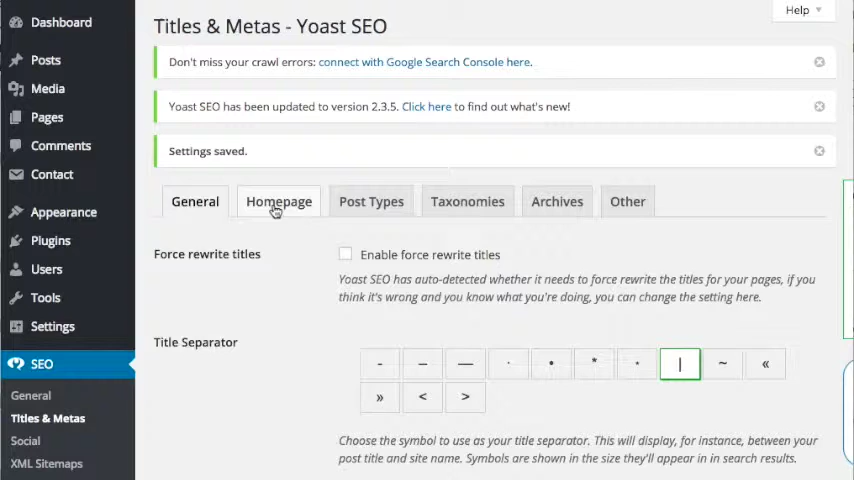 Dashboard
Posts
Media
Pages
Comments
Contact
Appearance
Plugins
Users
Tools
Settings
SEO
General
Titles & Metas
Social
XML Sitemaps
Help
Titles & Metas - Yoast SEO
Don't miss your crawl errors: connect with Google Search Console here.
Yoast SEO has been updated to version 2.3.5. Click here to find out what's new!
Settings saved.
General Homepage Post Types Taxonomies Archives Other
Force rewrite titles
Enable force rewrite titles
Yoast SEO has auto-detected whether it needs to force rewrite the titles for your pages, if you
think it's wrong and you know what you're doing, you can change the setting here.
Title Separator
- – — · • * ⋆ | ~ «
» < >
Choose the symbol to use as your title separator. This will display, for instance, between your
post title and site name. Symbols are shown in the size they'll appear in in search results.